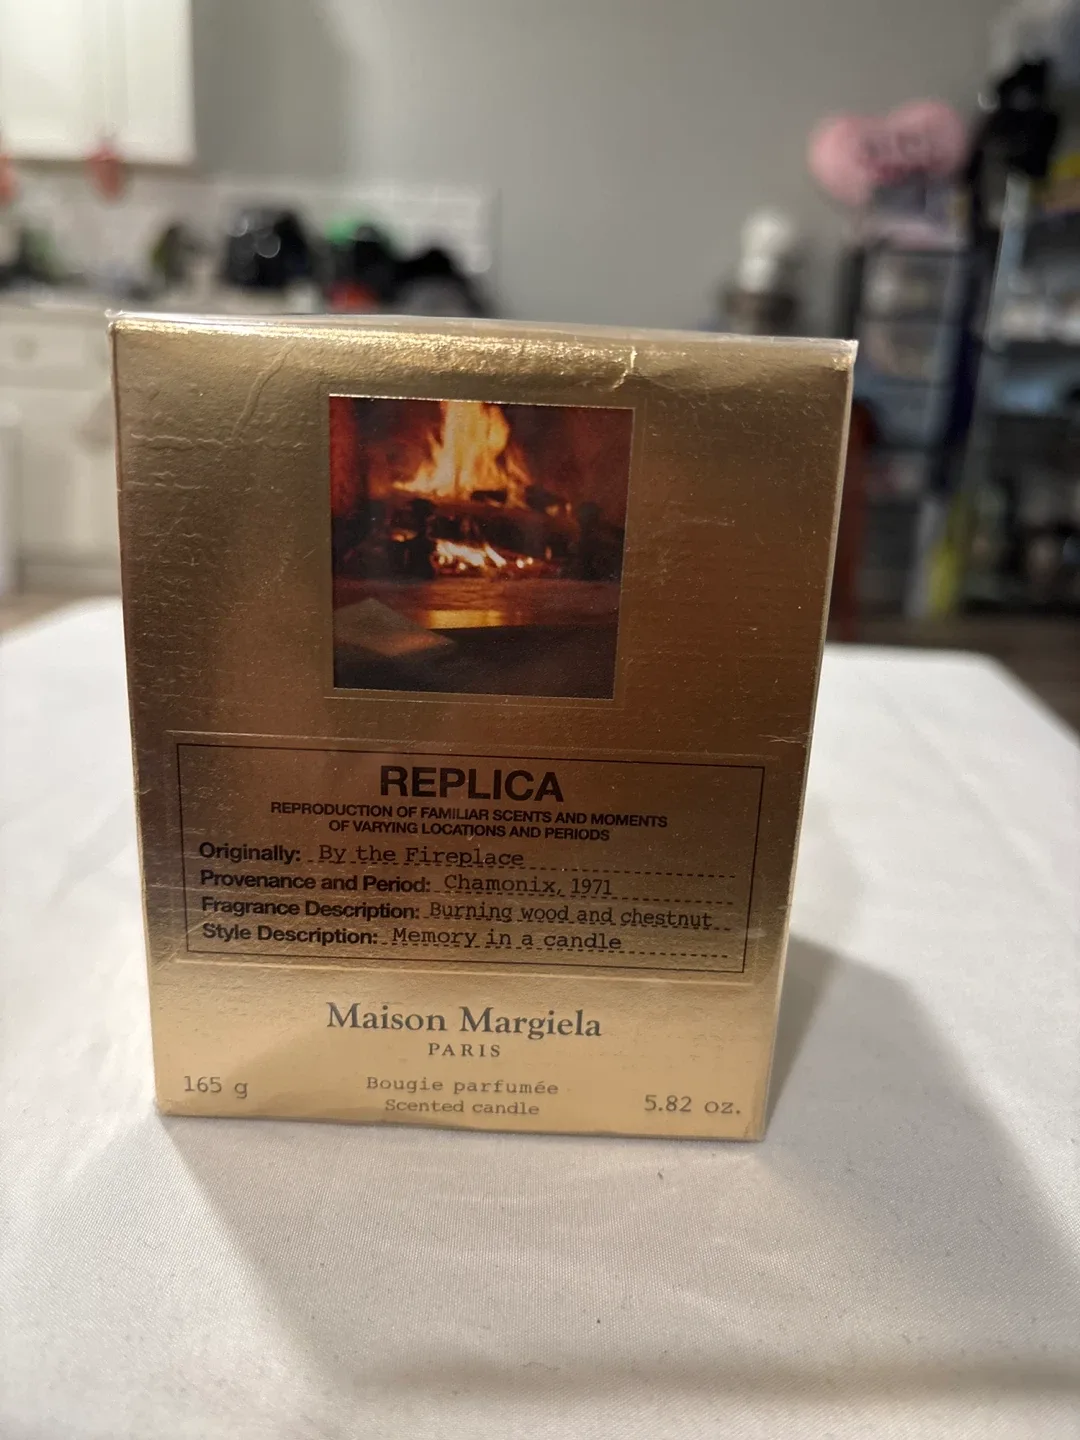 REPLICA
REPRODUCTION OF FAMILIAR SCENTS AND MOMENTS
OF VARYING LOCATIONS AND PERIODS
Originally: By the Fireplace
Provenance and Period: Chamonix, 1971
Fragrance Description: Burning wood and chestnut
Style Description: Memory in a candle
Maison Margiela
PARIS
165 g
Bougie parfumée
Scented candle
5.82 oz.